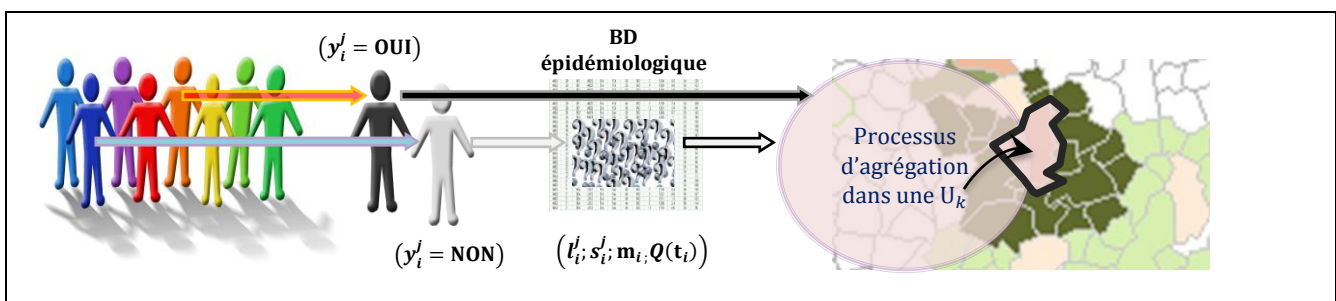 (y_i^j = OUI)
BD
épidémiologique
Processus
d'agrégation
dans une U_k
(y_i^j = NON)
(l_i^j; s_i^j; m_i; Q(t_i))